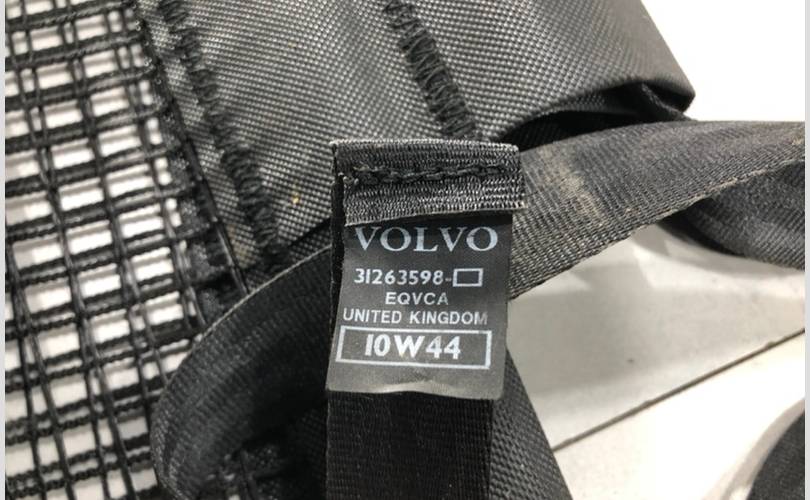 VOLVO
31263598-□
EQVCA
UNITED KINGDOM
10W44